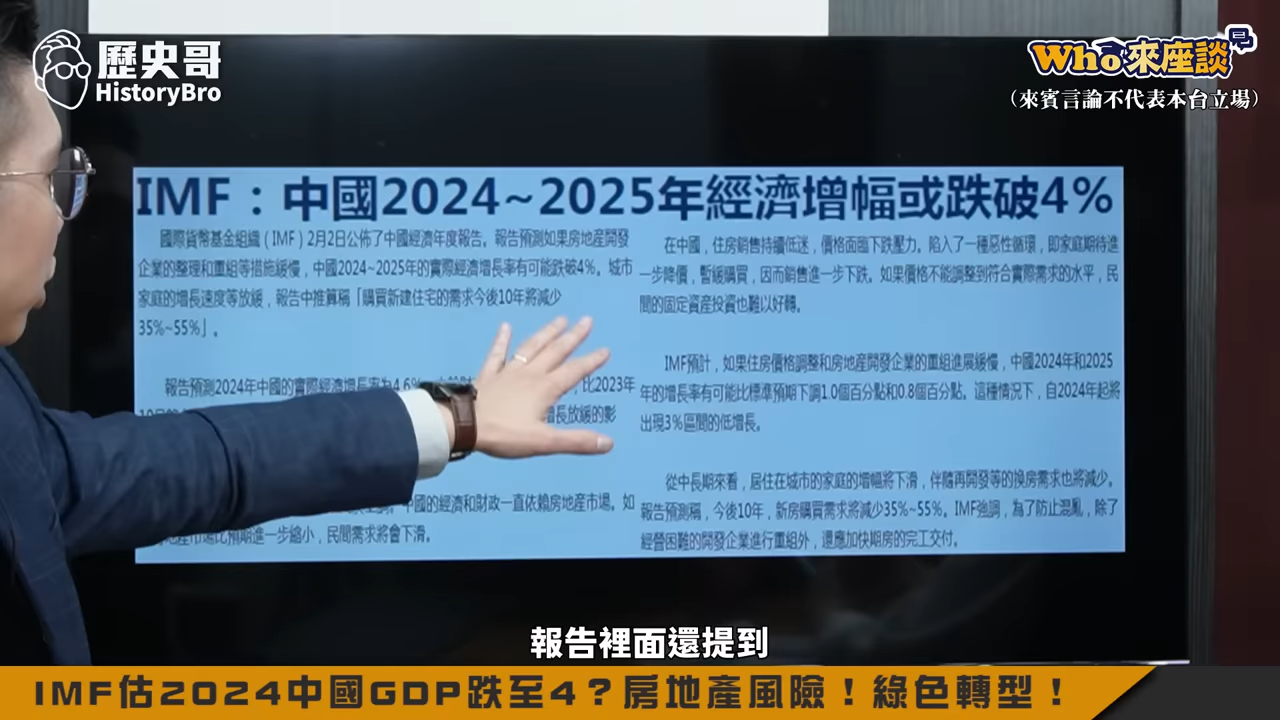 歷史哥
HistoryBro
Who來座談
(來賓言論不代表本台立場)
IMF：中國2024~2025年經濟增幅或跌破4%
國際貨幣基金組織（IMF）2月2日公佈了中國經濟年度報告。報告預測如果房地產開發
企業的整理和重組等措施緩慢，中國2024~2025年的實際經濟增長率有可能跌破4%。城市
家庭的增長速度等放緩，報告中推算稱「購買新建住宅的需求今後10年將減少
35%~55%」。
報告預測2024年中國的實際經濟增長率為4.6%
，比2023年
增長放緩的影
中國的經濟和財政一直依賴房地產市場。如
地產市場比預期進一步縮小，民間需求將會下滑。
在中國，住房銷售持續低迷，價格面臨下跌壓力。陷入了一種惡性循環，即家庭期待進
一步降價，暫緩購買，因而銷售進一步下跌。如果價格不能調整到符合實際需求的水平，民
間的固定資產投資也難以好轉。
IMF預計，如果住房價格調整和房地產開發企業的重組進展緩慢，中國2024年和2025
年的增長率有可能比標準預期下調1.0個百分點和0.8個百分點。這種情況下，自2024年起將
出現3%區間的低增長。
從中長期來看，居住在城市的家庭的增幅將下滑，伴隨再開發等的換房需求也將減少。
報告預測稱，今後10年，新房購買需求將減少35%~55%。IMF強調，為了防止混亂，除了
經營困難的開發企業進行重組外，還應加快期房的完工交付。
報告裡面還提到
IMF估2024中國GDP跌至4？房地產風險！綠色轉型！